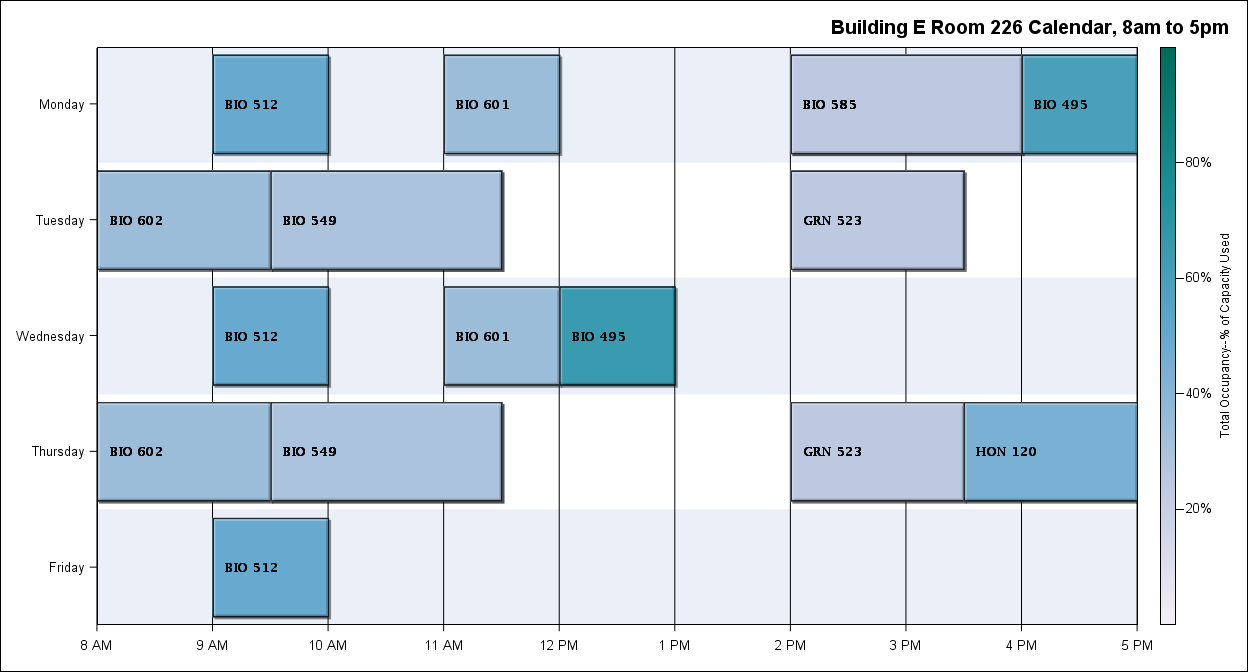 Building E Room 226 Calendar, 8am to 5pm
Monday
BIO 512
BIO 601
BIO 585
BIO 495
Tuesday
BIO 602
BIO 549
GRN 523
Wednesday
BIO 512
BIO 601
BIO 495
Thursday
BIO 602
BIO 549
GRN 523
HON 120
Friday
BIO 512
8 AM
9 AM
10 AM
11 AM
12 PM
1 PM
2 PM
3 PM
4 PM
5 PM
80%
60%
40%
20%
Total Occupancy--% of Capacity Used